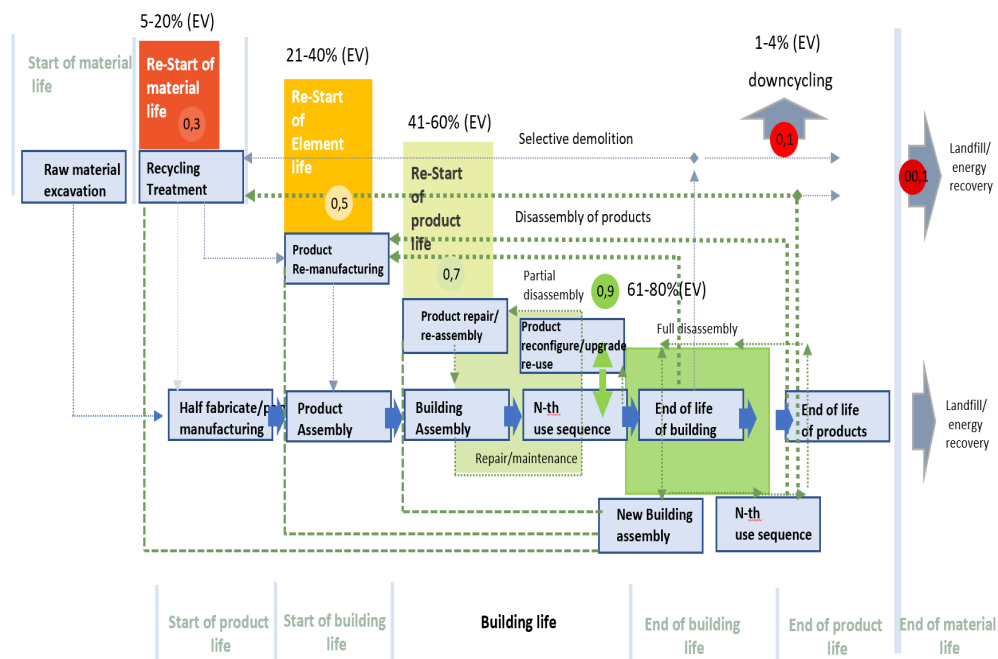 5-20% (EV)
Start of material
life
Re-Start of
material
life
0,3
21-40% (EV)
Re-Start
of
Element
life
0,5
41-60% (EV)
Re-Start
of
product
life
0,7
1-4% (EV)
downcycling
0,1
Selective demolition
Landfill/
energy
recovery
00,1
Raw material
excavation
Recycling
Treatment
Disassembly of products
Product
Re-manufacturing
Partial
disassembly
0,9
61-80%(EV)
Product repair/
re-assembly
Product
reconfigure/upgrade
re-use
Full disassembly
Half fabricate/
manufacturing
Product
Assembly
Building
Assembly
N-th
use sequence
End of life
of building
End of life
of products
Landfill/
energy
recovery
Repair/maintenance
New Building
assembly
N-th
use sequence
Start of product
life
Start of building
life
Building life
End of building
life
End of product
life
End of material
life